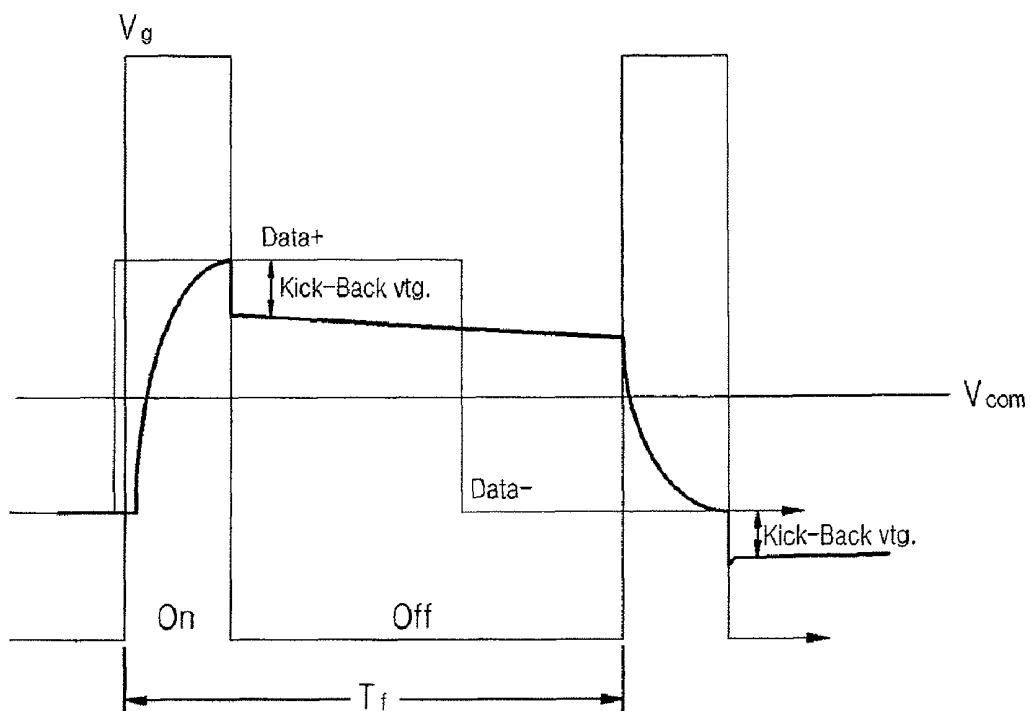 Vg
Data+
Kick-Back vtg.
Vcom
Data-
Kick-Back vtg.
On
Off
Tf